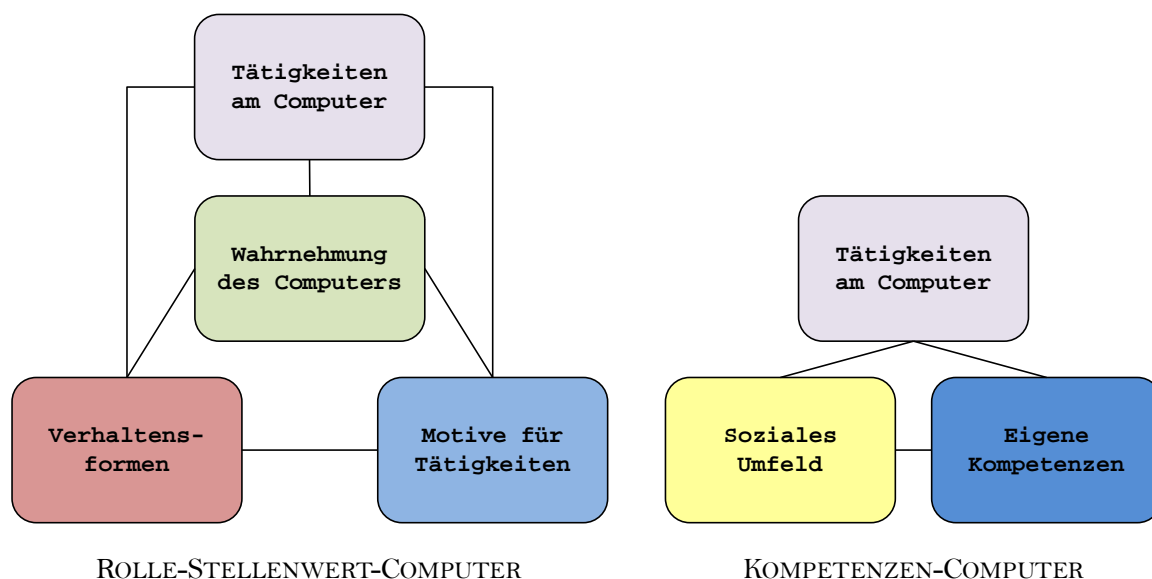 Tätigkeiten
am Computer
Wahrnehmung
des Computers
Verhaltens-
formen
Motive für
Tätigkeiten
ROLLE-STELLENWERT-COMPUTER
Tätigkeiten
am Computer
Soziales
Umfeld
Eigene
Kompetenzen
KOMPETENZEN-COMPUTER